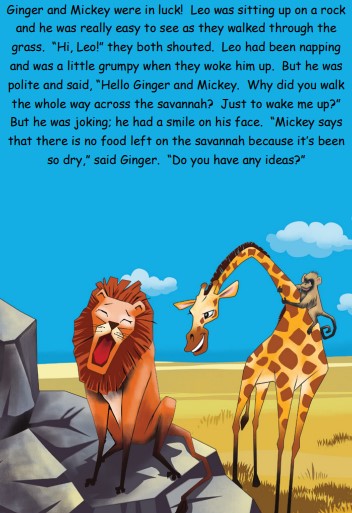 Ginger and Mickey were in luck!  Leo was sitting up on a rock
and he was really easy to see as they walked through the
grass.  “Hi, Leo!” they both shouted.  Leo had been napping
and was a little grumpy when they woke him up.  But he was
polite and said, “Hello Ginger and Mickey.  Why did you walk
the whole way across the savannah?  Just to wake me up?”
But he was joking; he had a smile on his face.  “Mickey says
that there is no food left on the savannah because it’s been
so dry,” said Ginger.  “Do you have any ideas?”